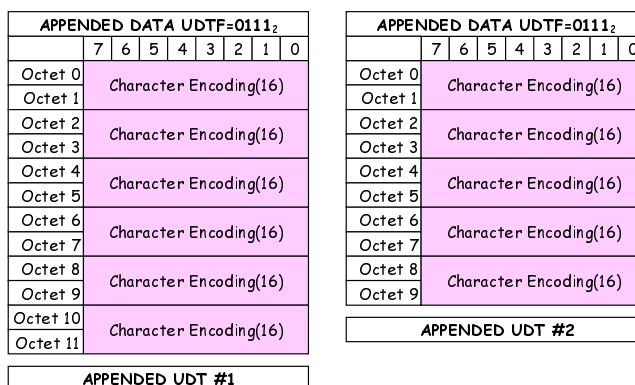 APPENDED DATA UDTF=0111₂
7 6 5 4 3 2 1 0
Octet 0
Octet 1
Character Encoding(16)
Octet 2
Octet 3
Character Encoding(16)
Octet 4
Octet 5
Character Encoding(16)
Octet 6
Octet 7
Character Encoding(16)
Octet 8
Octet 9
Character Encoding(16)
Octet 10
Octet 11
Character Encoding(16)
APPENDED UDT #1
APPENDED DATA UDTF=0111₂
7 6 5 4 3 2 1 0
Octet 0
Octet 1
Character Encoding(16)
Octet 2
Octet 3
Character Encoding(16)
Octet 4
Octet 5
Character Encoding(16)
Octet 6
Octet 7
Character Encoding(16)
Octet 8
Octet 9
Character Encoding(16)
APPENDED UDT #2